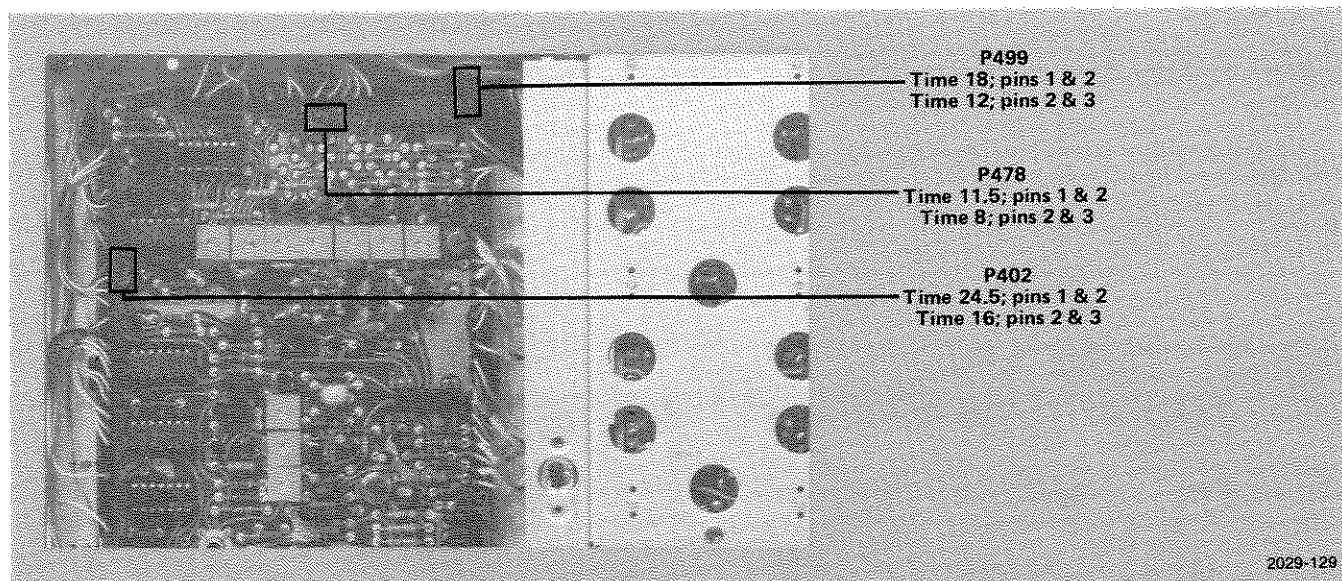 P499
Time 18; pins 1 & 2
Time 12; pins 2 & 3
P478
Time 11.5; pins 1 & 2
Time 8; pins 2 & 3
P402
Time 24.5; pins 1 & 2
Time 16; pins 2 & 3
2029-129